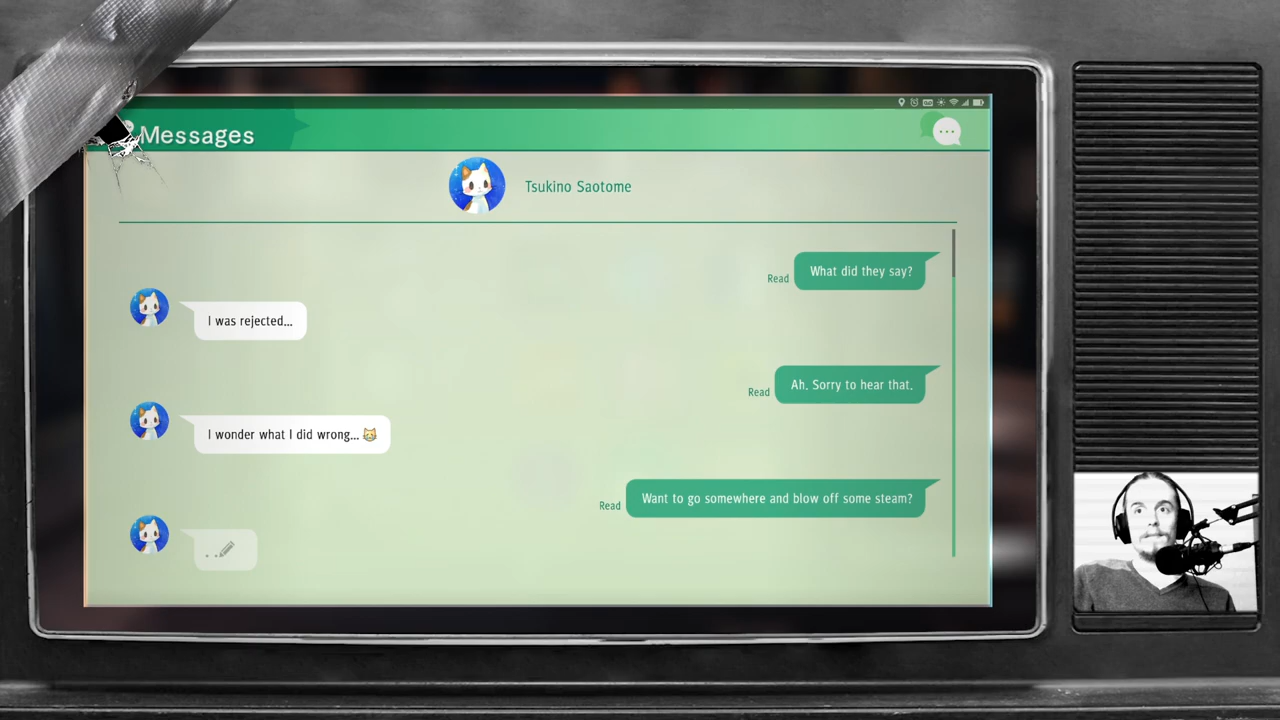 Messages
Tsukino Saotome
What did they say?
Read
I was rejected...
Ah. Sorry to hear that.
Read
I wonder what I did wrong... 😹
Want to go somewhere and blow off some steam?
Read